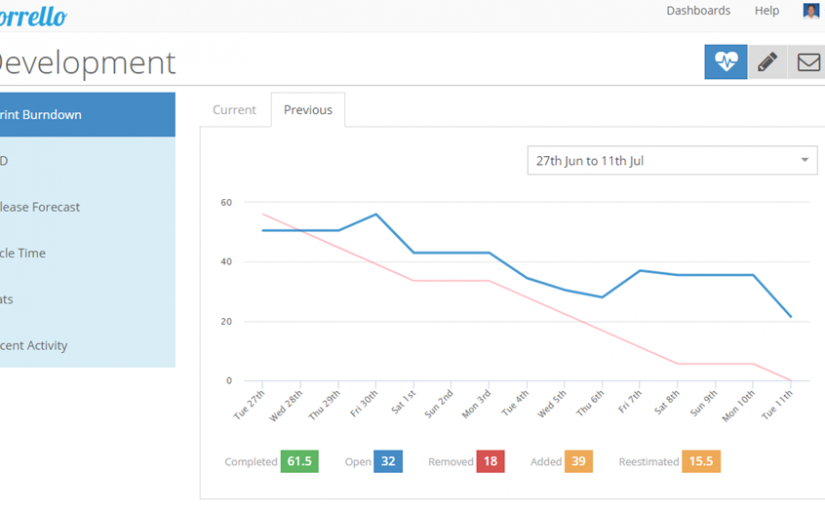 orrello
Dashboards Help
Development
rint Burndown
D
lease Forecast
cle Time
ats
cent Activity
Current Previous
27th Jun to 11th Jul
60
40
20
0
Tue 27th Wed 28th Thu 29th Fri 30th Sat 1st Sun 2nd Mon 3rd Tue 4th Wed 5th Thu 6th Fri 7th Sat 8th Sun 9th Mon 10th Tue 11th
Completed 61.5 Open 32 Removed 18 Added 39 Reestimated 15.5